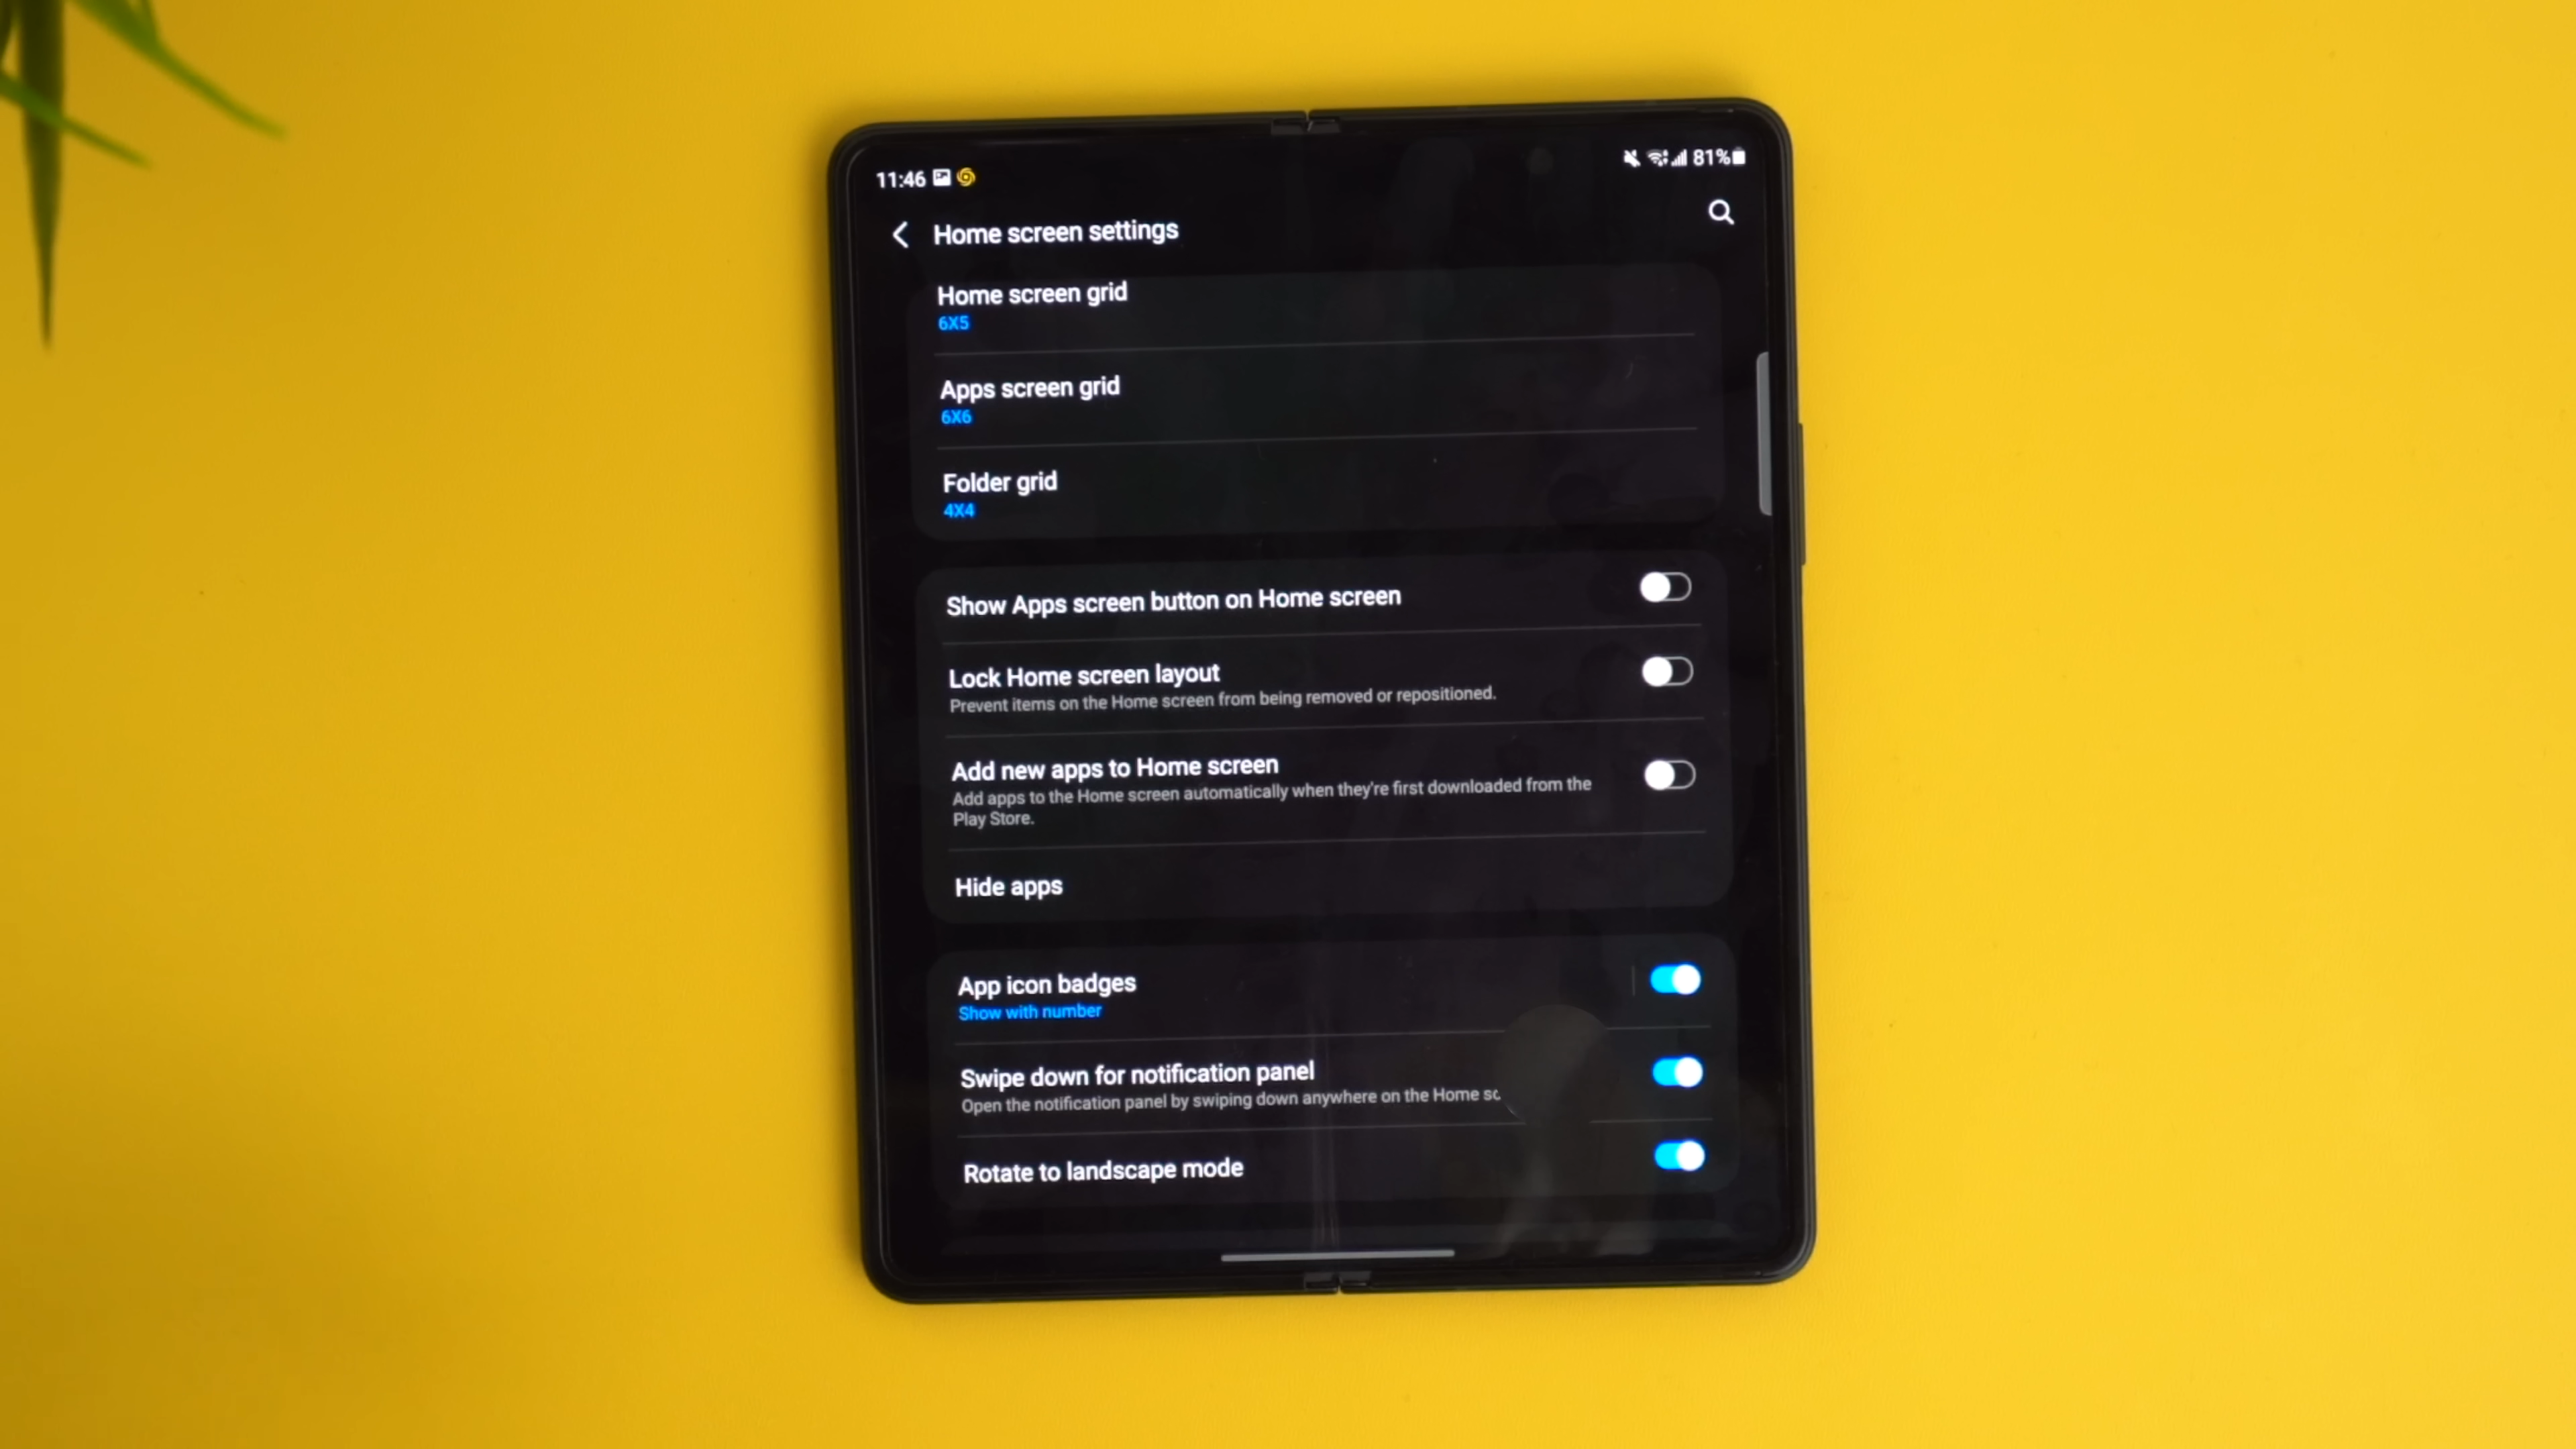 11:46
81%
Home screen settings
Home screen grid
6X5
Apps screen grid
6X6
Folder grid
4X4
Show Apps screen button on Home screen
Lock Home screen layout
Prevent items on the Home screen from being removed or repositioned.
Add new apps to Home screen
Add apps to the Home screen automatically when they're first downloaded from the
Play Store.
Hide apps
App icon badges
Show with number
Swipe down for notification panel
Open the notification panel by swiping down anywhere on the Home
Rotate to landscape mode